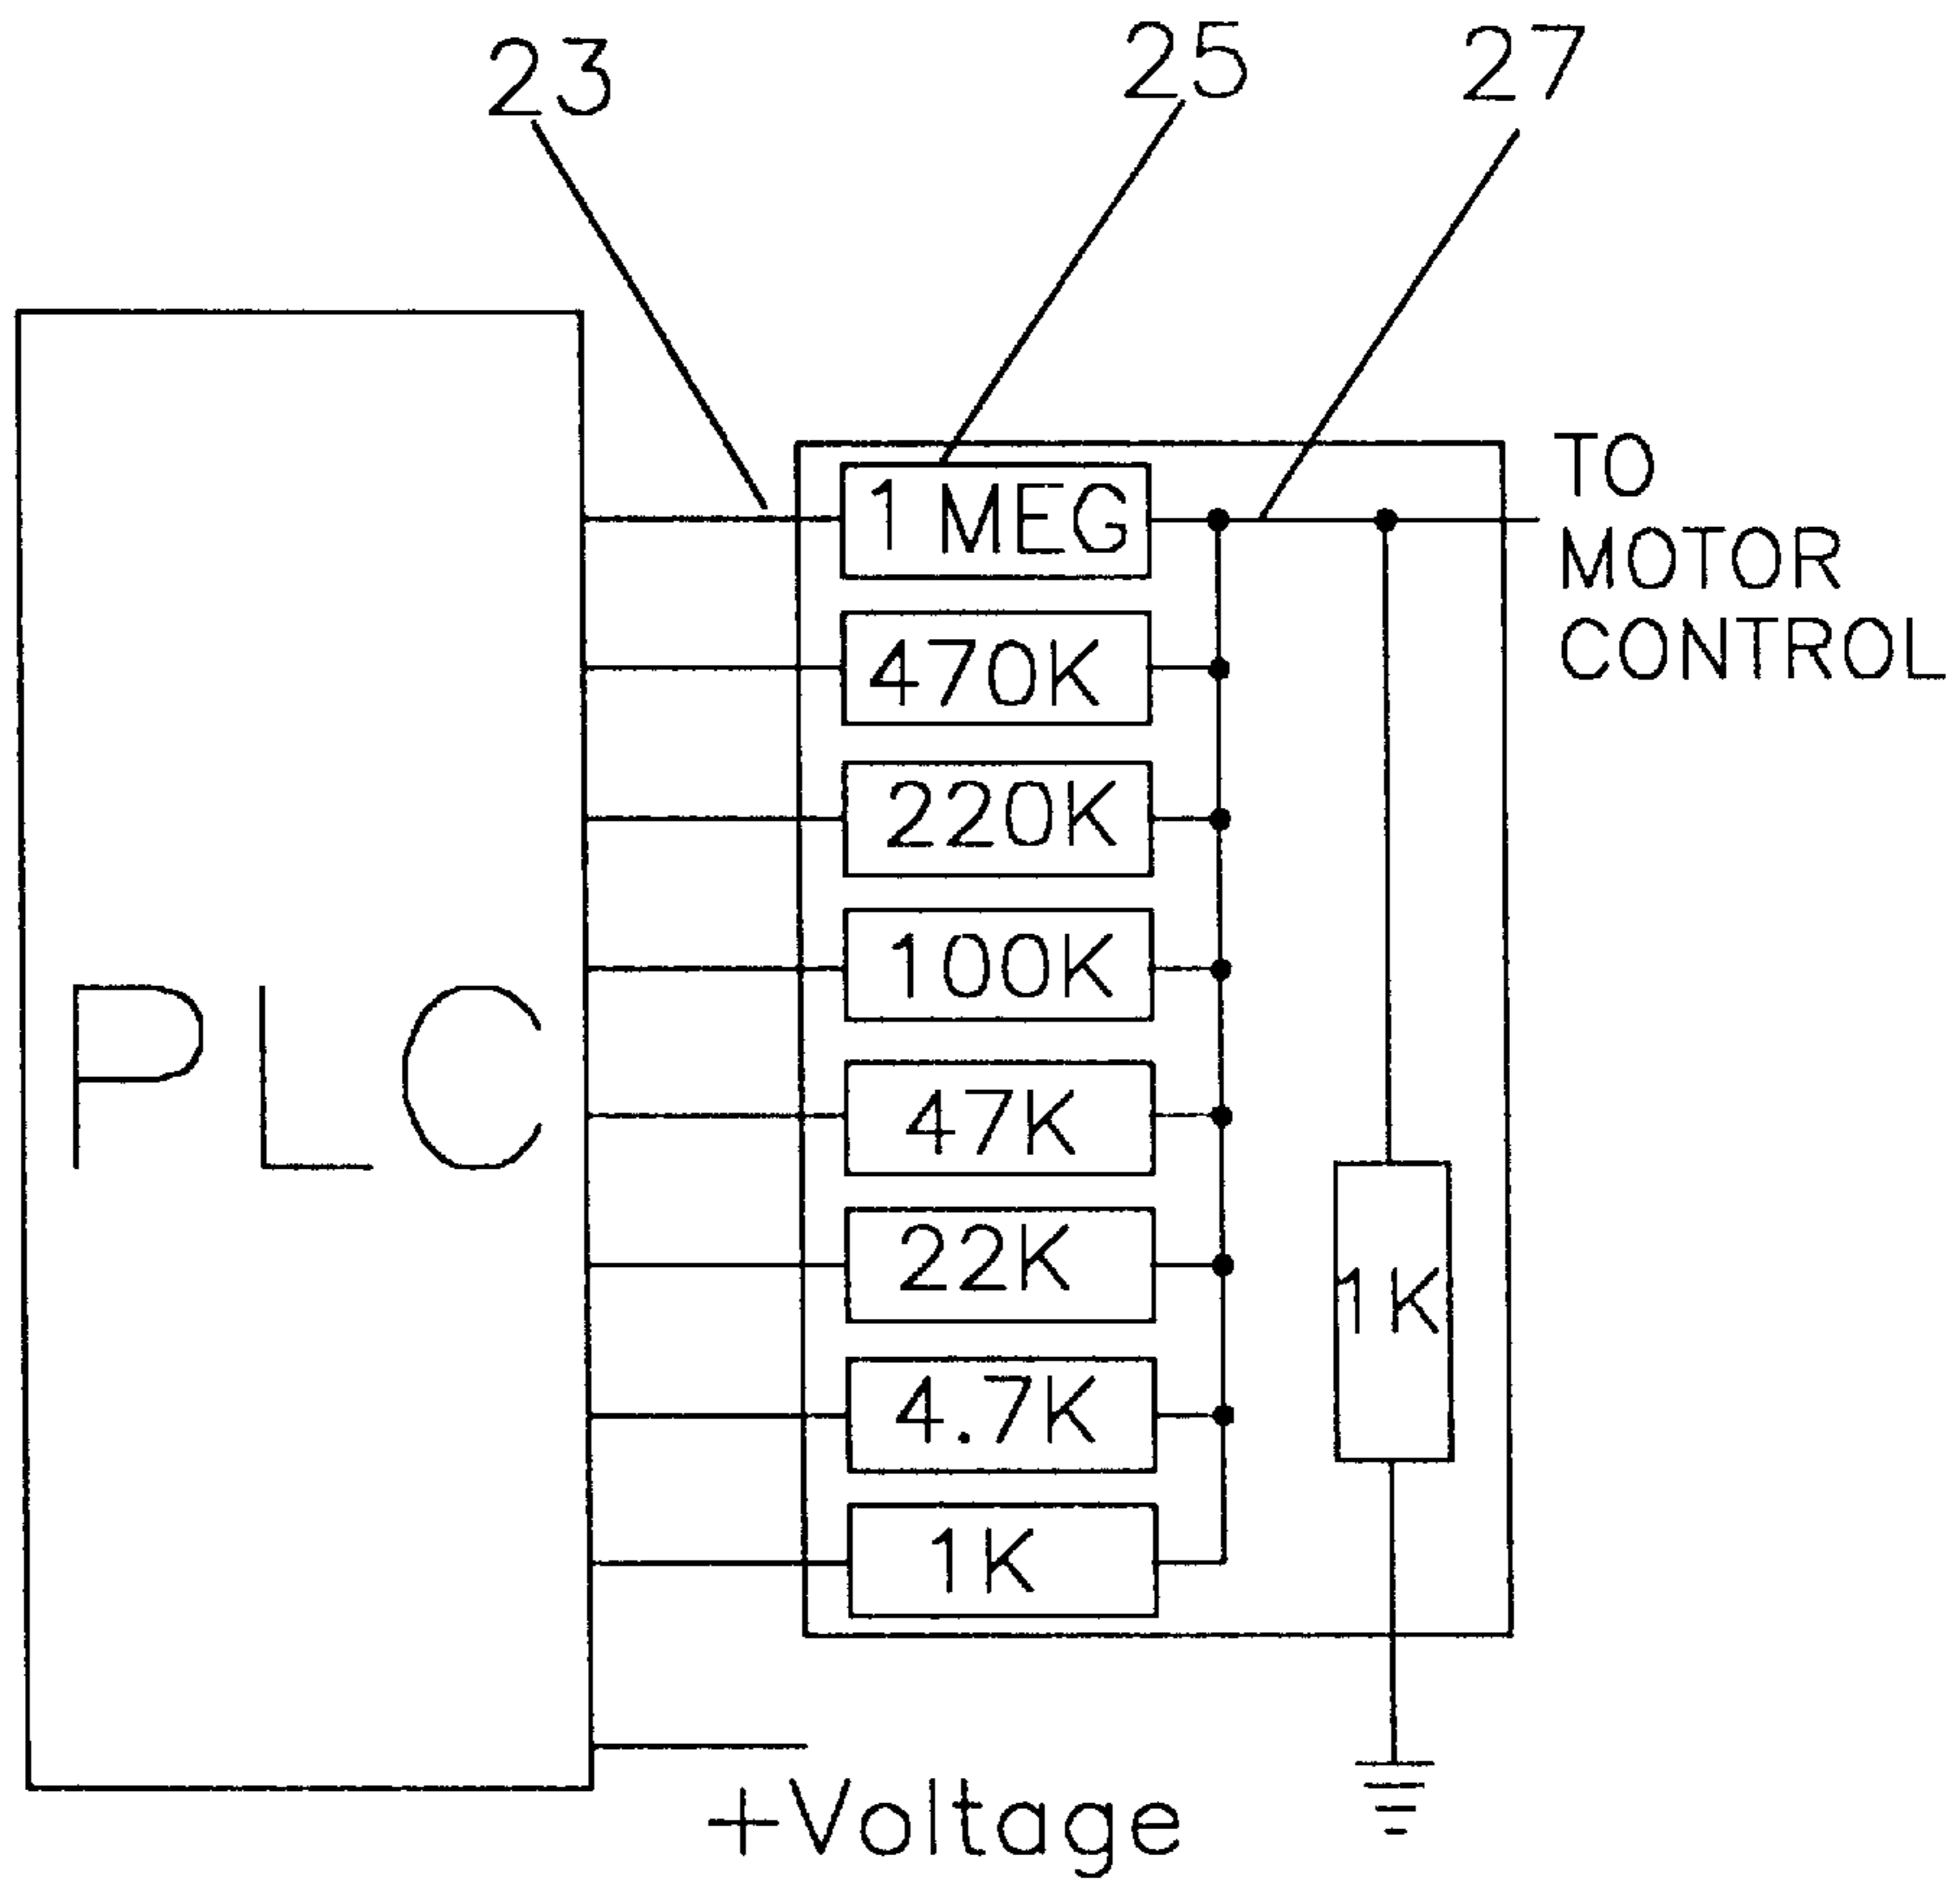 23
25
27
TO
MOTOR
CONTROL
1 MEG
470K
220K
100K
47K
22K
4.7K
1K
PLC
1K
+Voltage